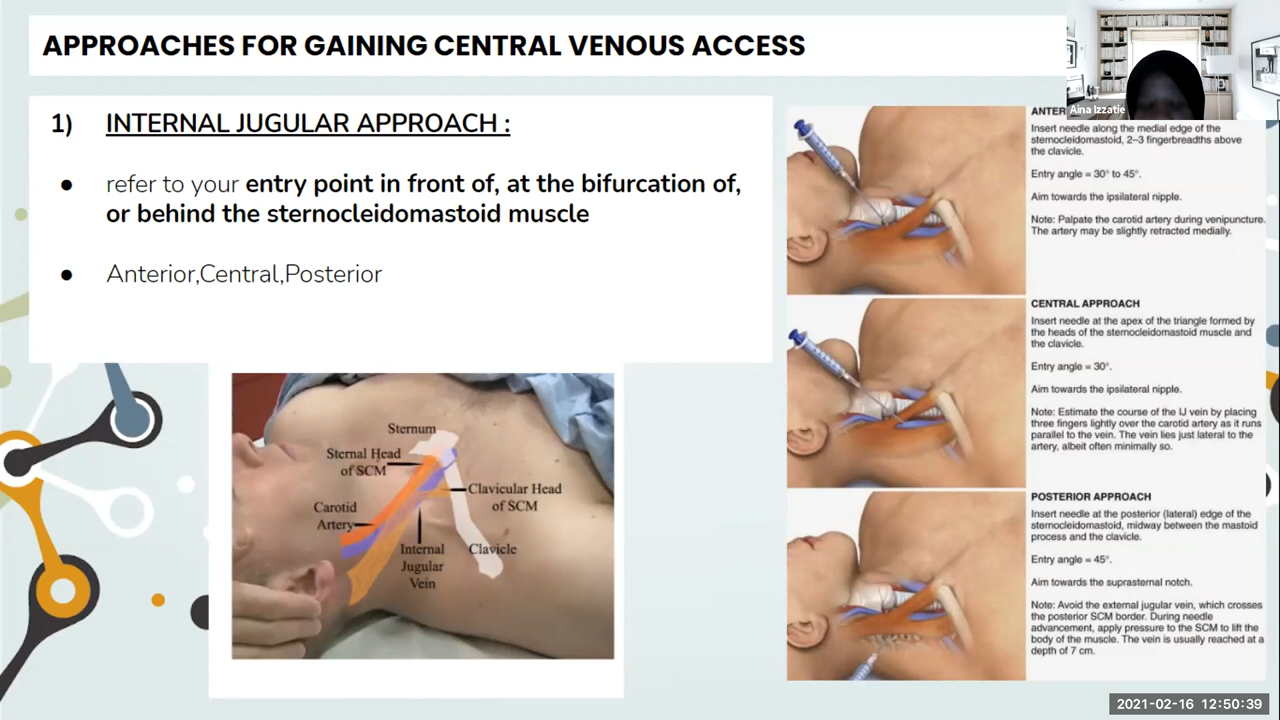 APPROACHES FOR GAINING CENTRAL VENOUS ACCESS
Aina Izzatie
1) INTERNAL JUGULAR APPROACH :
● refer to your entry point in front of, at the bifurcation of,
or behind the sternocleidomastoid muscle
● Anterior,Central,Posterior
Sternum
Sternal Head
of SCM
Clavicular Head
of SCM
Carotid
Artery
Internal
Jugular
Vein
Clavicle
Insert needle along the medial edge of the
sternocleidomastoid, 2–3 fingerbreadths above
the clavicle.
Entry angle = 30° to 45°.
Aim towards the ipsilateral nipple.
Note: Palpate the carotid artery during venipuncture.
The artery may be slightly retracted medially.
CENTRAL APPROACH
Insert needle at the apex of the triangle formed by
the heads of the sternocleidomastoid muscle and
the clavicle.
Entry angle = 30°.
Aim towards the ipsilateral nipple.
Note: Estimate the course of the IJ vein by placing
three fingers lightly over the carotid artery as it runs
parallel to the vein. The vein lies just lateral to the
artery, albeit often minimally so.
POSTERIOR APPROACH
Insert needle at the posterior (lateral) edge of the
sternocleidomastoid, midway between the mastoid
process and the clavicle.
Entry angle = 45°.
Aim towards the suprasternal notch.
Note: Avoid the external jugular vein, which crosses
the posterior SCM border. During needle
advancement, apply pressure to the SCM to lift the
body of the muscle. The vein is usually reached at a
depth of 7 cm.
2021-02-16 12:50:39